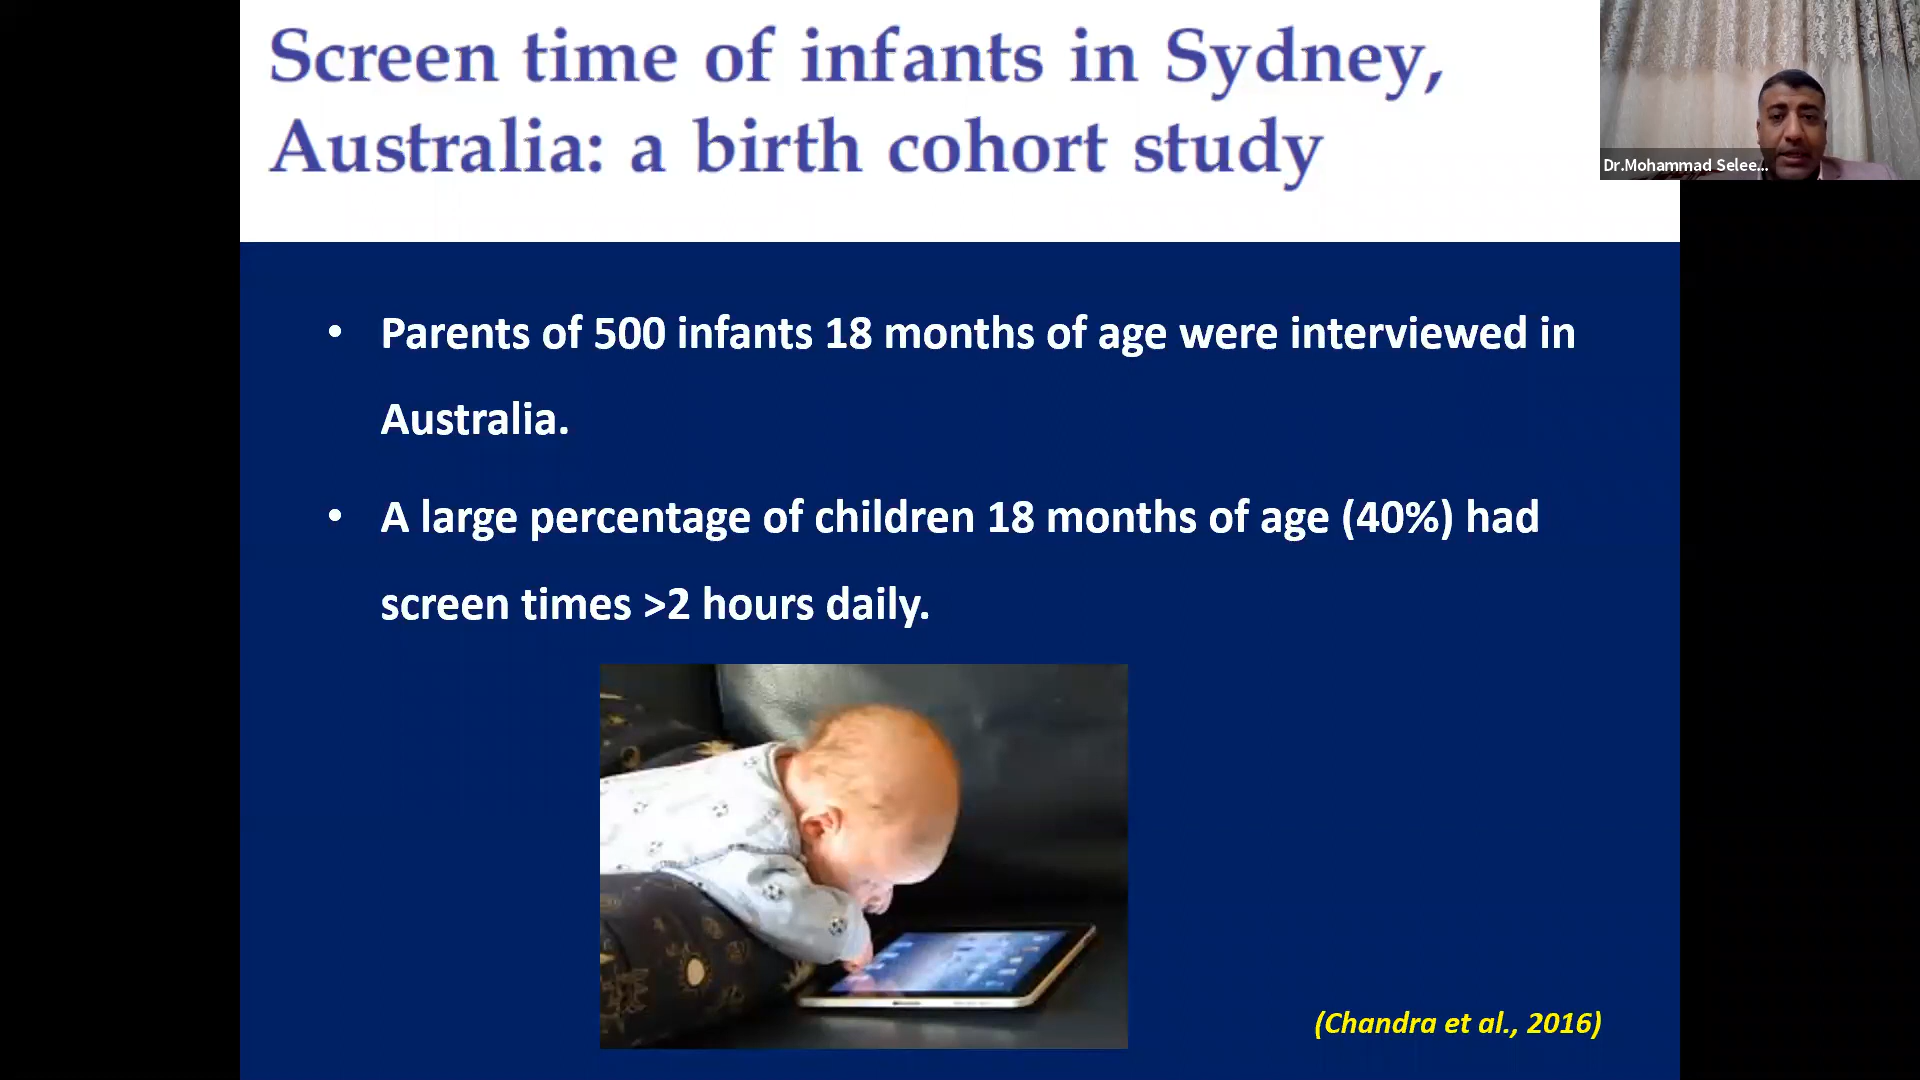 Screen time of infants in Sydney,
Australia: a birth cohort study
Dr.Mohammad Selee...
• Parents of 500 infants 18 months of age were interviewed in
Australia.
• A large percentage of children 18 months of age (40%) had
screen times >2 hours daily.
(Chandra et al., 2016)